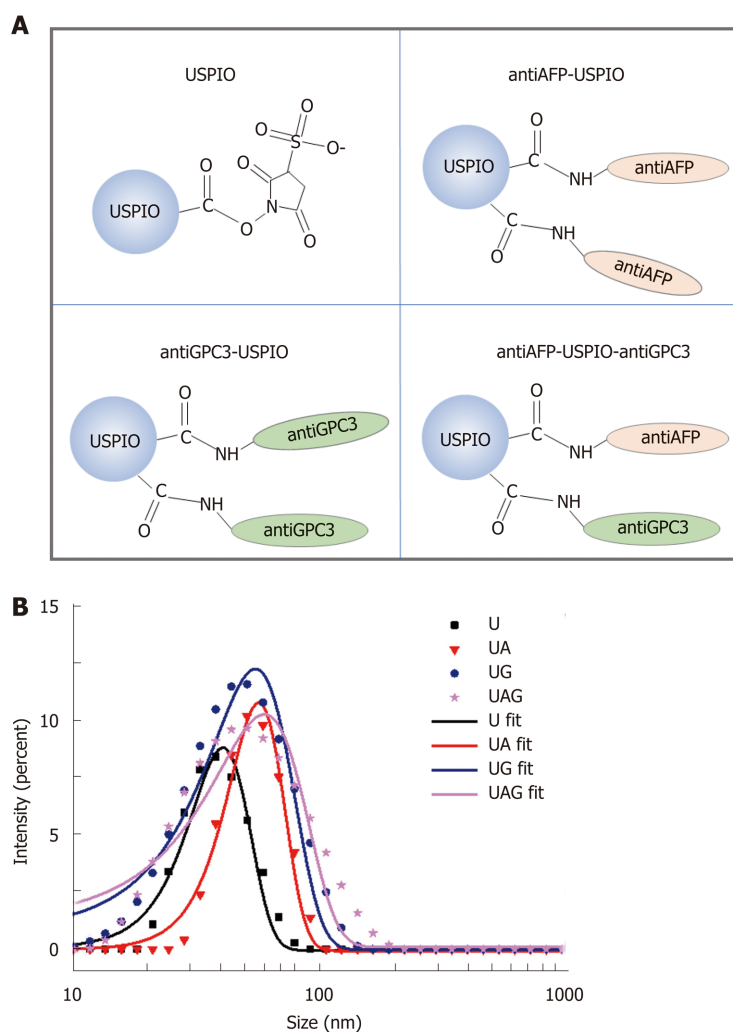 A
USPIO
O
O
S
O-
O
O
C
USPIO
N
O
O
antiAFP-USPIO
O
USPIO
C
NH
antiAFP
C
NH
O
antiAFP
antiGPC3-USPIO
O
USPIO
C
antiGPC3
NH
C
NH
O
antiGPC3
antiAFP-USPIO-antiGPC3
O
USPIO
C
NH
antiAFP
C
NH
O
antiGPC3
B
15
10
5
0
Intensity (percent)
U
UA
UG
UAG
U fit
UA fit
UG fit
UAG fit
10
100
1000
Size (nm)